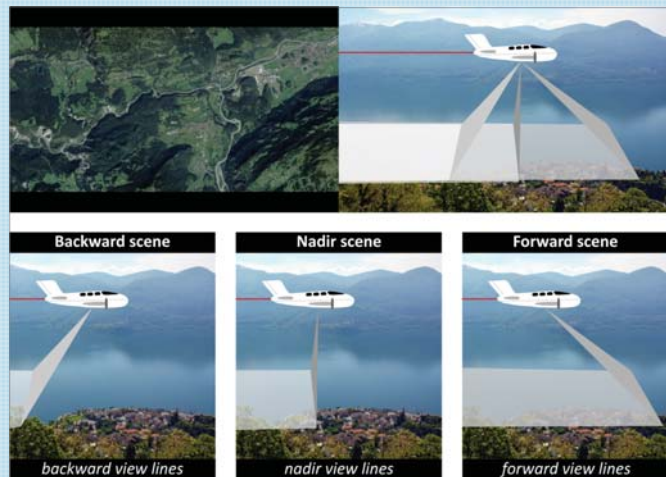 Backward scene
Nadir scene
Forward scene
backward view lines
nadir view lines
forward view lines